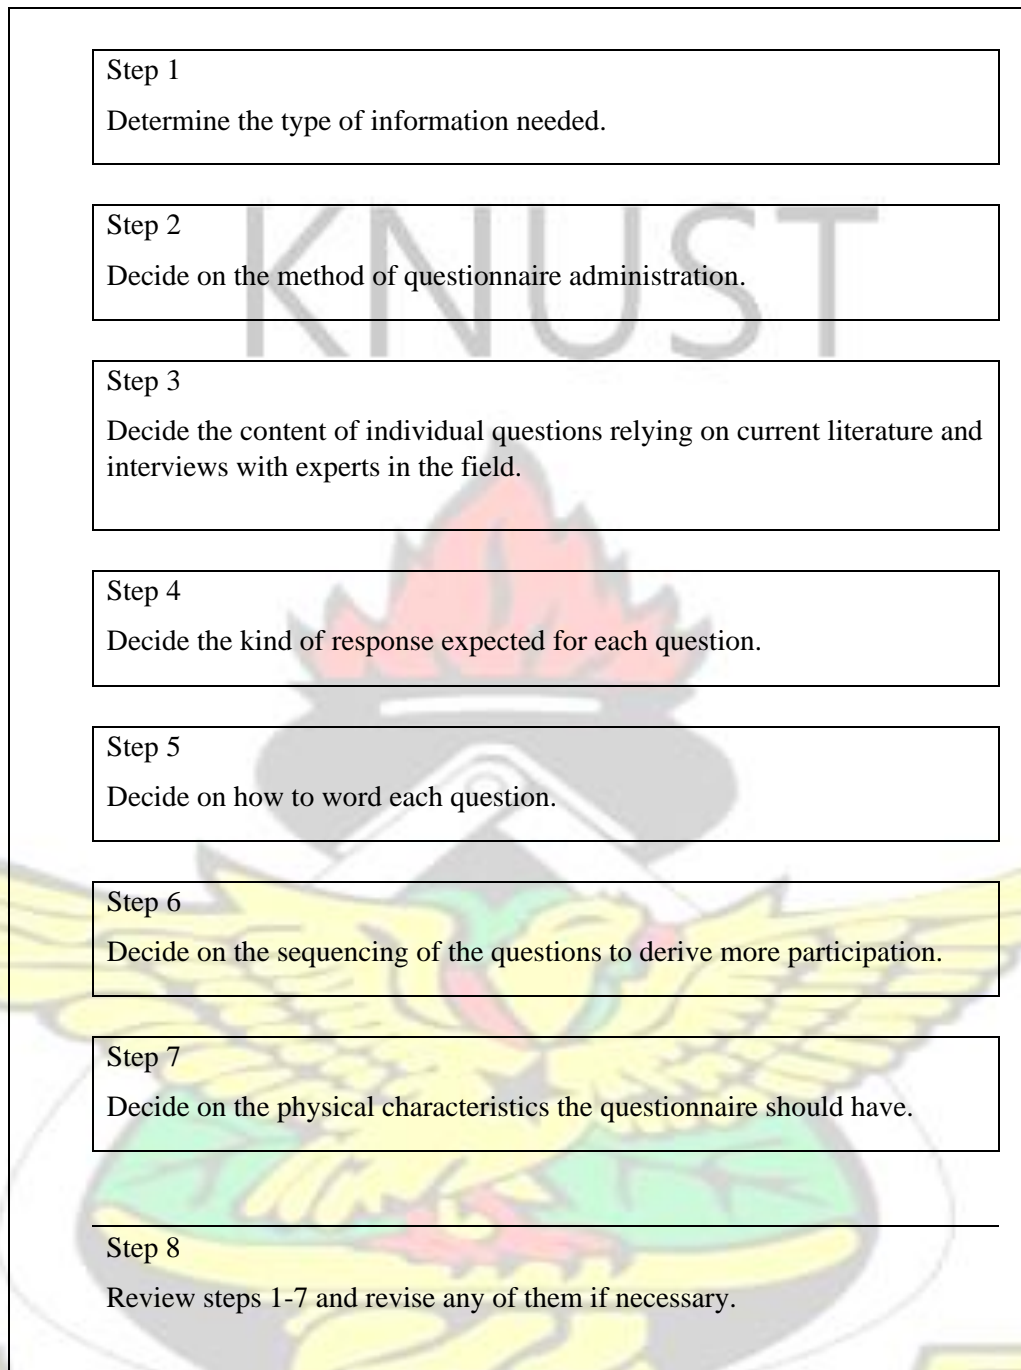 Step 1
Determine the type of information needed.
KNUST
Step 2
Decide on the method of questionnaire administration.
Step 3
Decide the content of individual questions relying on current literature and
interviews with experts in the field.
Step 4
Decide the kind of response expected for each question.
Step 5
Decide on how to word each question.
Step 6
Decide on the sequencing of the questions to derive more participation.
Step 7
Decide on the physical characteristics the questionnaire should have.
Step 8
Review steps 1-7 and revise any of them if necessary.